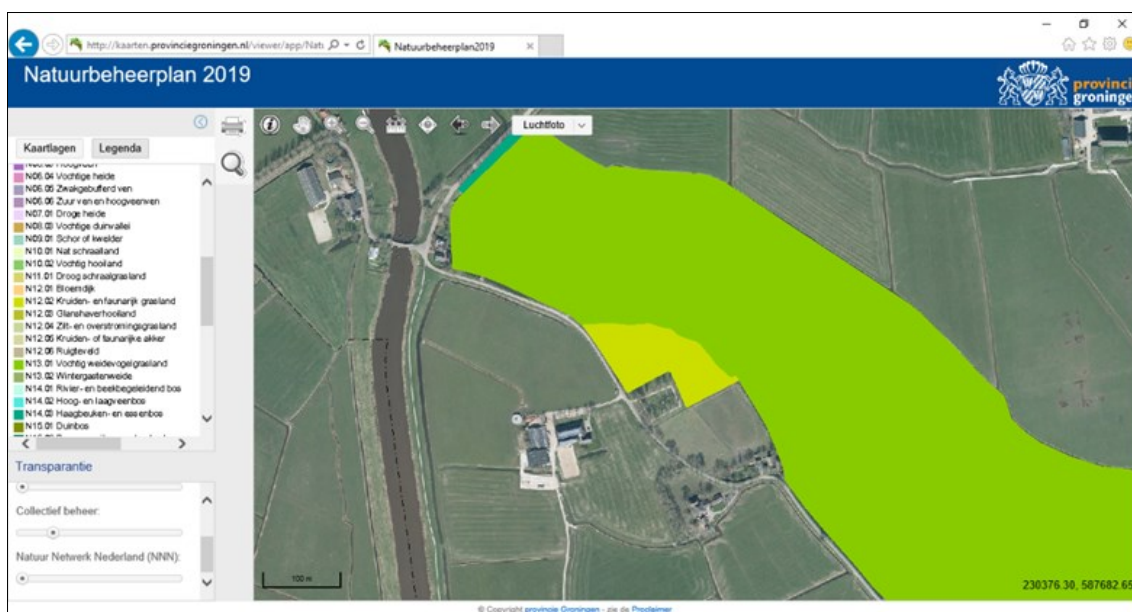 http://kaarten.provinciegroningen.nl/viewer/app/Nat
Natuurbeheerplan2019
Natuurbeheerplan 2019
provinci
groninge
Kaartlagen
Legenda
Luchtfoto
N06.04 Vochtige heide
N06.05 Zwakgebufferd ven
N06.06 Zuur ven en hoogveenven
N07.01 Droge heide
N08.03 Vochtige duinvallei
N09.01 Schor of kwelder
N10.01 Nat schraalland
N10.02 Vochtig hooiland
N11.01 Droog schraalgrasland
N12.01 Bloemdijk
N12.02 Kruiden- en faunarijk grasland
N12.03 Glanshaverhooiland
N12.04 Zilt- en overstromingsgrasland
N12.05 Kruiden- of faunarijke akker
N12.06 Ruigteveld
N13.01 Vochtig weidevogelgrasland
N13.02 Wintergastenweide
N14.01 Rivier- en beekbegeleidend bos
N14.02 Hoog- en laagveenbos
N14.03 Haagbeuken- en essenbos
N15.01 Duinbos
Transparantie
Collectief beheer:
Natuur Netwerk Nederland (NNN):
100 m
230376.30, 587682.65
© Copyright provincie Groningen - zie de Proclaimer